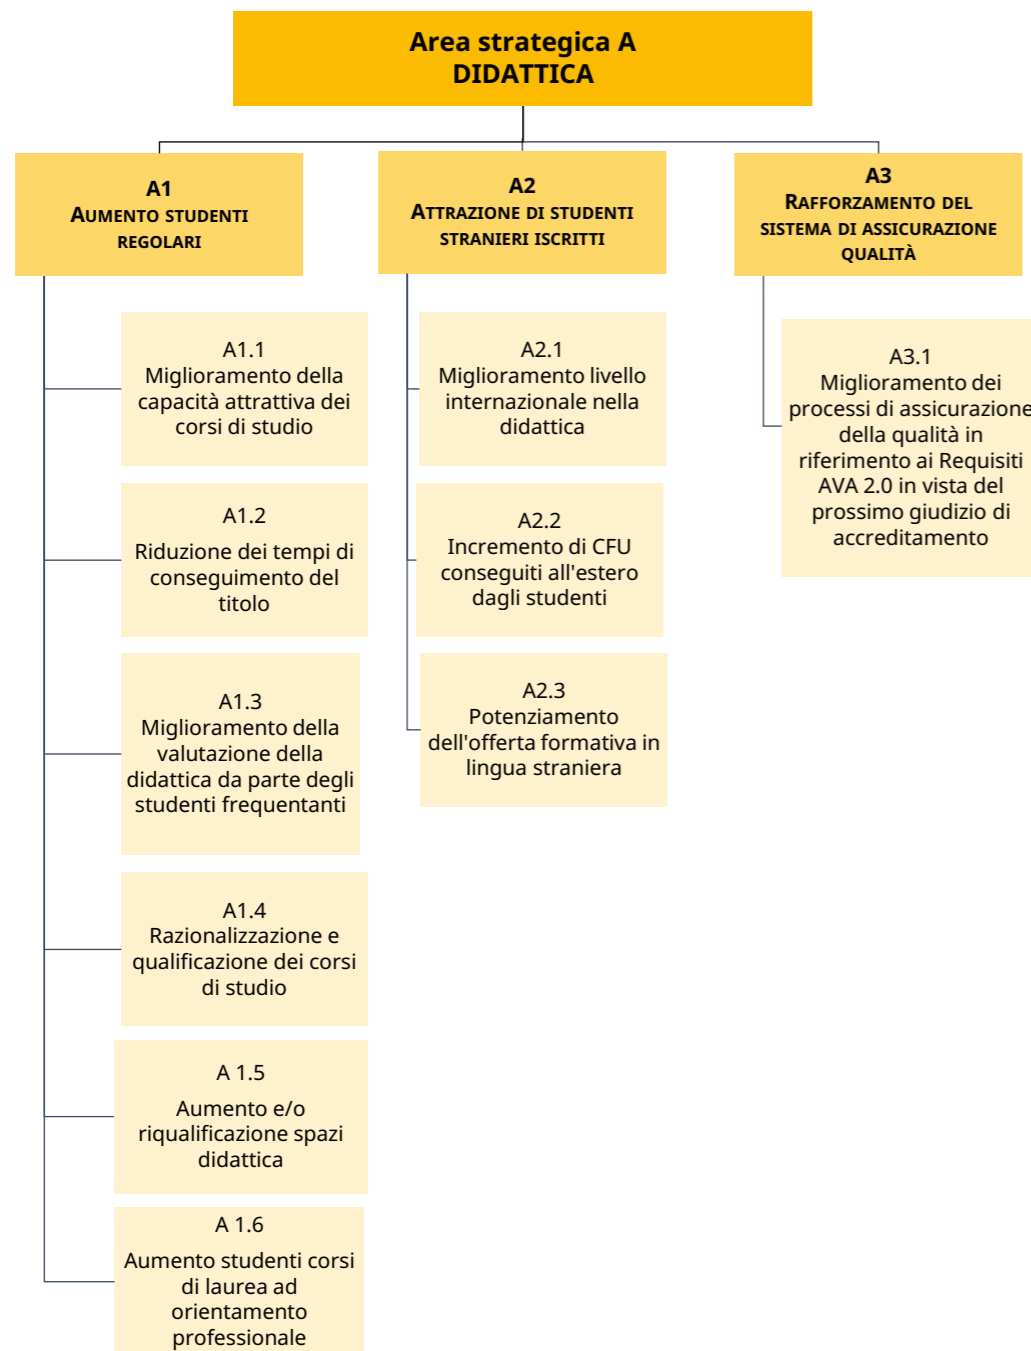 Area strategica A
DIDATTICA
A1
AUMENTO STUDENTI
REGOLARI
A1.1
Miglioramento della
capacità attrattiva dei
corsi di studio
A1.2
Riduzione dei tempi di
conseguimento del
titolo
A1.3
Miglioramento della
valutazione della
didattica da parte degli
studenti frequentanti
A1.4
Razionalizzazione e
qualificazione dei corsi
di studio
A 1.5
Aumento e/o
riqualificazione spazi
didattica
A 1.6
Aumento studenti corsi
di laurea ad
orientamento
professionale
A2
ATTRAZIONE DI STUDENTI
STRANIERI ISCRITTI
A2.1
Miglioramento livello
internazionale nella
didattica
A2.2
Incremento di CFU
conseguiti all'estero
dagli studenti
A2.3
Potenziamento
dell'offerta formativa in
lingua straniera
A3
RAFFORZAMENTO DEL
SISTEMA DI ASSICURAZIONE
QUALITÀ
A3.1
Miglioramento dei
processi di assicurazione
della qualità in
riferimento ai Requisiti
AVA 2.0 in vista del
prossimo giudizio di
accreditamento